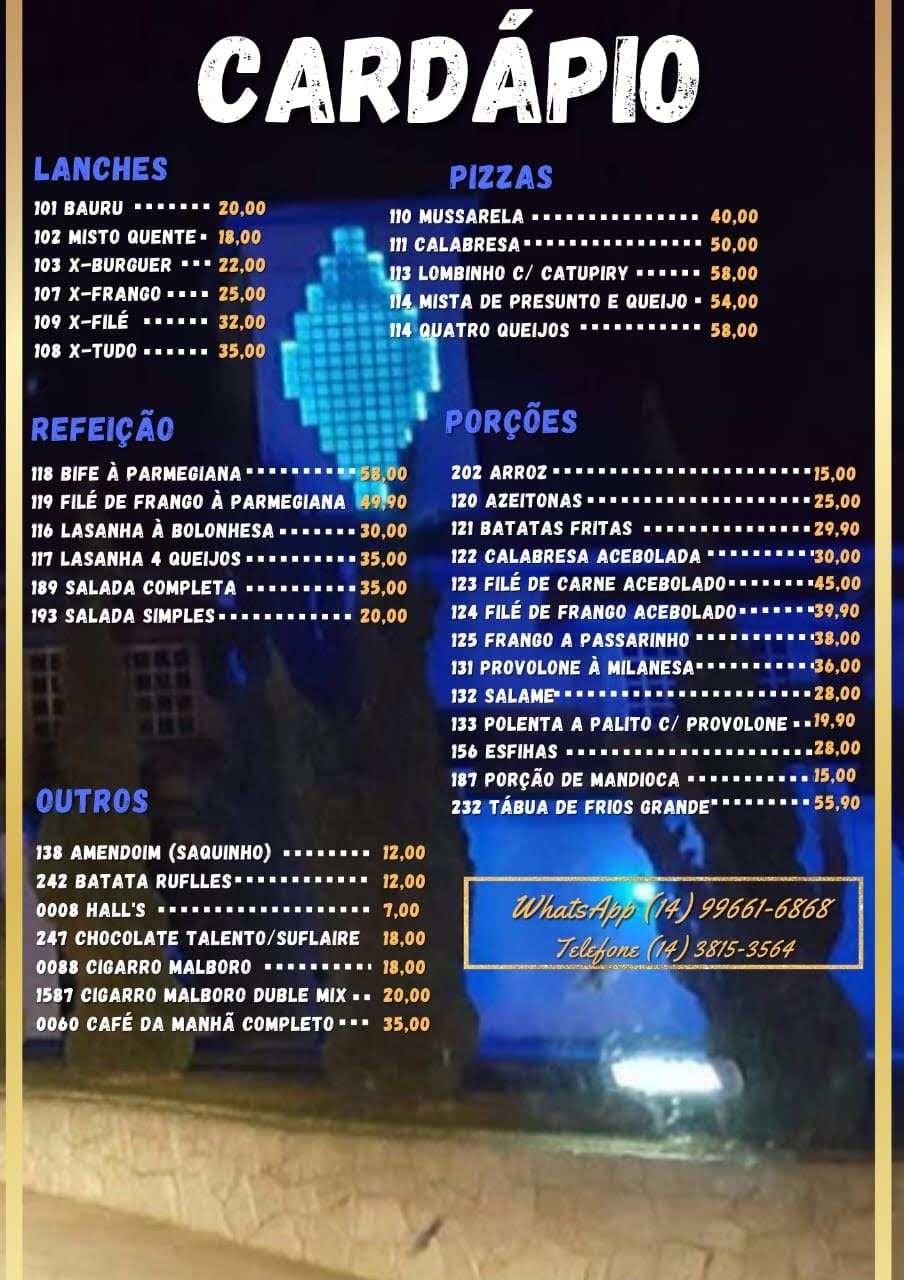 CARDÁPIO
LANCHES
101 BAURU ....... 20,00
102 MISTO QUENTE. 18,00
103 X-BURGUER ... 22,00
107 X-FRANGO .... 25,00
109 X-FILÉ ...... 32,00
108 X-TUDO ...... 35,00
PIZZAS
110 MUSSARELA ................ 40,00
111 CALABRESA................. 50,00
113 LOMBINHO C/ CATUPIRY ...... 58,00
114 MISTA DE PRESUNTO E QUEIJO . 54,00
114 QUATRO QUEIJOS ........... 58,00
REFEIÇÃO
118 BIFE À PARMEGIANA.......... 58,00
119 FILÉ DE FRANGO À PARMEGIANA 49,90
116 LASANHA À BOLONHESA....... 30,00
117 LASANHA 4 QUEIJOS.......... 35,00
189 SALADA COMPLETA .......... 35,00
193 SALADA SIMPLES............. 20,00
PORÇÕES
202 ARROZ......................... 15,00
120 AZEITONAS...................... 25,00
121 BATATAS FRITAS ................ 29,90
122 CALABRESA ACEBOLADA .......... 30,00
123 FILÉ DE CARNE ACEBOLADO........ 45,00
124 FILÉ DE FRANGO ACEBOLADO....... 39,90
125 FRANGO A PASSARINHO ........... 38,00
131 PROVOLONE À MILANESA........... 36,00
132 SALAME......................... 28,00
133 POLENTA A PALITO C/ PROVOLONE .. 19,90
156 ESFIHAS ........................ 28,00
187 PORÇÃO DE MANDIOCA ............ 15,00
232 TÁBUA DE FRIOS GRANDE.......... 55,90
OUTROS
138 AMENDOIM (SAQUINHO) ........ 12,00
242 BATATA RUFLLES............. 12,00
0008 HALL'S .................... 7,00
247 CHOCOLATE TALENTO/SUFLAIRE 18,00
0088 CIGARRO MALBORO .......... 18,00
1587 CIGARRO MALBORO DUBLE MIX .. 20,00
0060 CAFÉ DA MANHÃ COMPLETO... 35,00
WhatsApp (14) 99661-6868
Telefone (14) 3815-3564